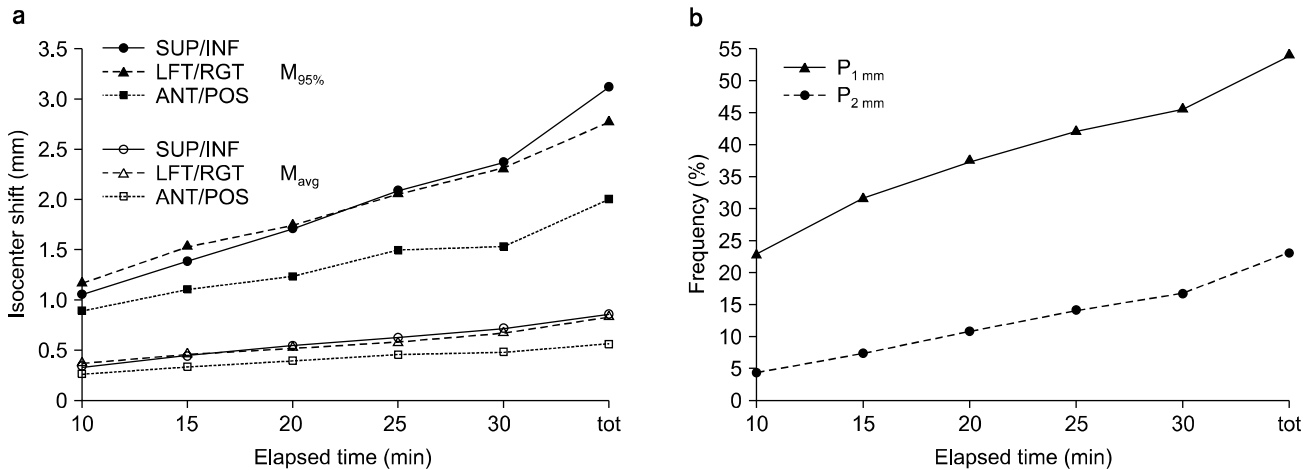 a
Isocenter shift (mm)
3.5
3.0
2.5
2.0
1.5
1.0
0.5
0
SUP/INF
LFT/RGT M95%
ANT/POS
SUP/INF
LFT/RGT Mavg
ANT/POS
10 15 20 25 30 tot
Elapsed time (min)
b
Frequency (%)
55
50
45
40
35
30
25
20
15
10
5
0
P1 mm
P2 mm
10 15 20 25 30 tot
Elapsed time (min)